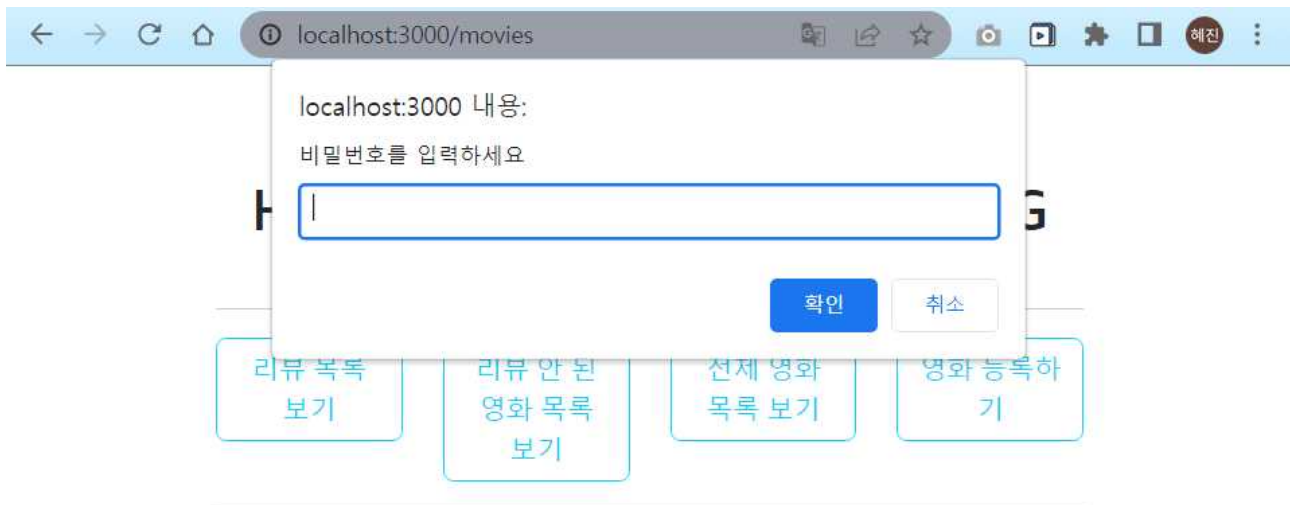 localhost:3000/movies
혜진
localhost:3000 내용:
비밀번호를 입력하세요
G
확인
취소
리뷰 목록
보기
리뷰 안 된
영화 목록
보기
전체 영화
목록 보기
영화 등록하
기